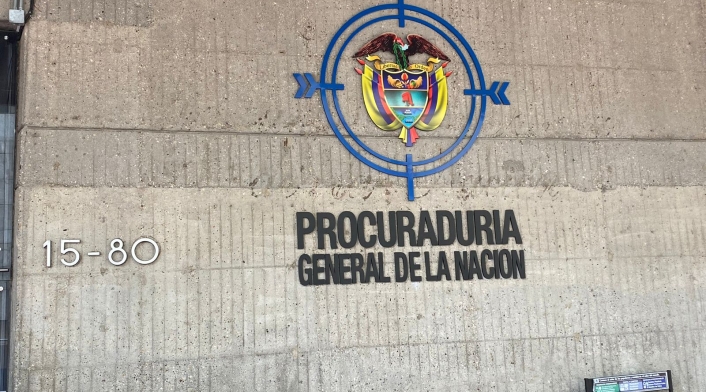 PROCURADURIA
GENERAL DE LA NACION
15-80